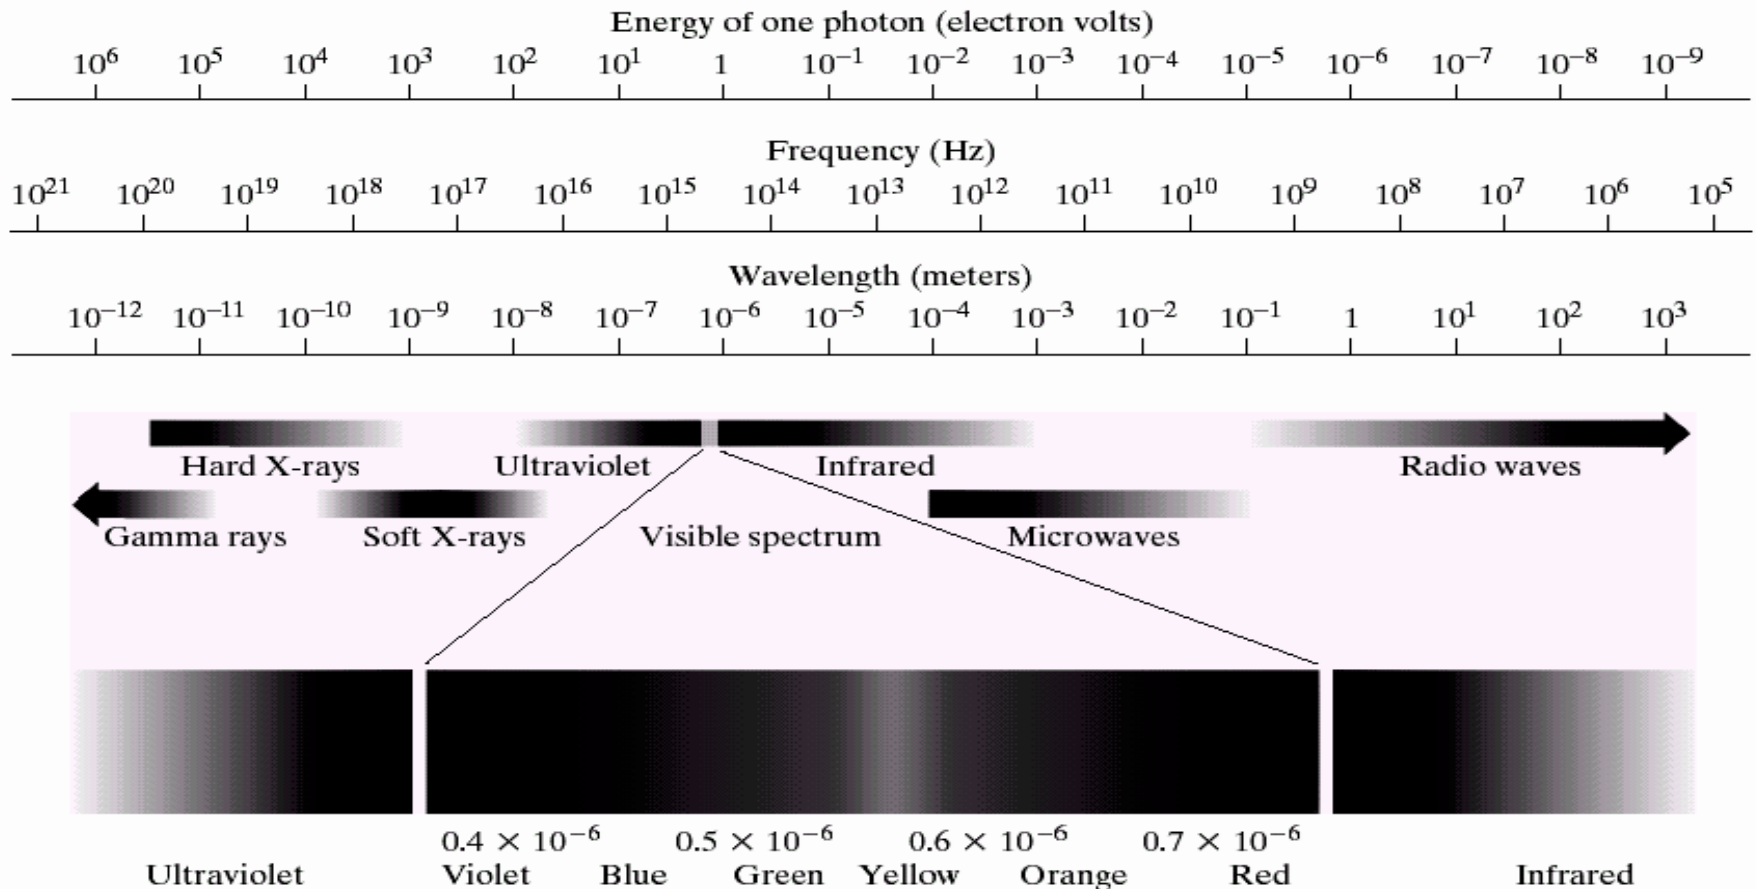 Energy of one photon (electron volts)
10⁶ 10⁵ 10⁴ 10³ 10² 10¹ 1 10⁻¹ 10⁻² 10⁻³ 10⁻⁴ 10⁻⁵ 10⁻⁶ 10⁻⁷ 10⁻⁸ 10⁻⁹
Frequency (Hz)
10²¹ 10²⁰ 10¹⁹ 10¹⁸ 10¹⁷ 10¹⁶ 10¹⁵ 10¹⁴ 10¹³ 10¹² 10¹¹ 10¹⁰ 10⁹ 10⁸ 10⁷ 10⁶ 10⁵
Wavelength (meters)
10⁻¹² 10⁻¹¹ 10⁻¹⁰ 10⁻⁹ 10⁻⁸ 10⁻⁷ 10⁻⁶ 10⁻⁵ 10⁻⁴ 10⁻³ 10⁻² 10⁻¹ 1 10¹ 10² 10³
Hard X-rays Ultraviolet Infrared Radio waves
Gamma rays Soft X-rays Visible spectrum Microwaves
0.4 × 10⁻⁶ 0.5 × 10⁻⁶ 0.6 × 10⁻⁶ 0.7 × 10⁻⁶
Ultraviolet Violet Blue Green Yellow Orange Red Infrared